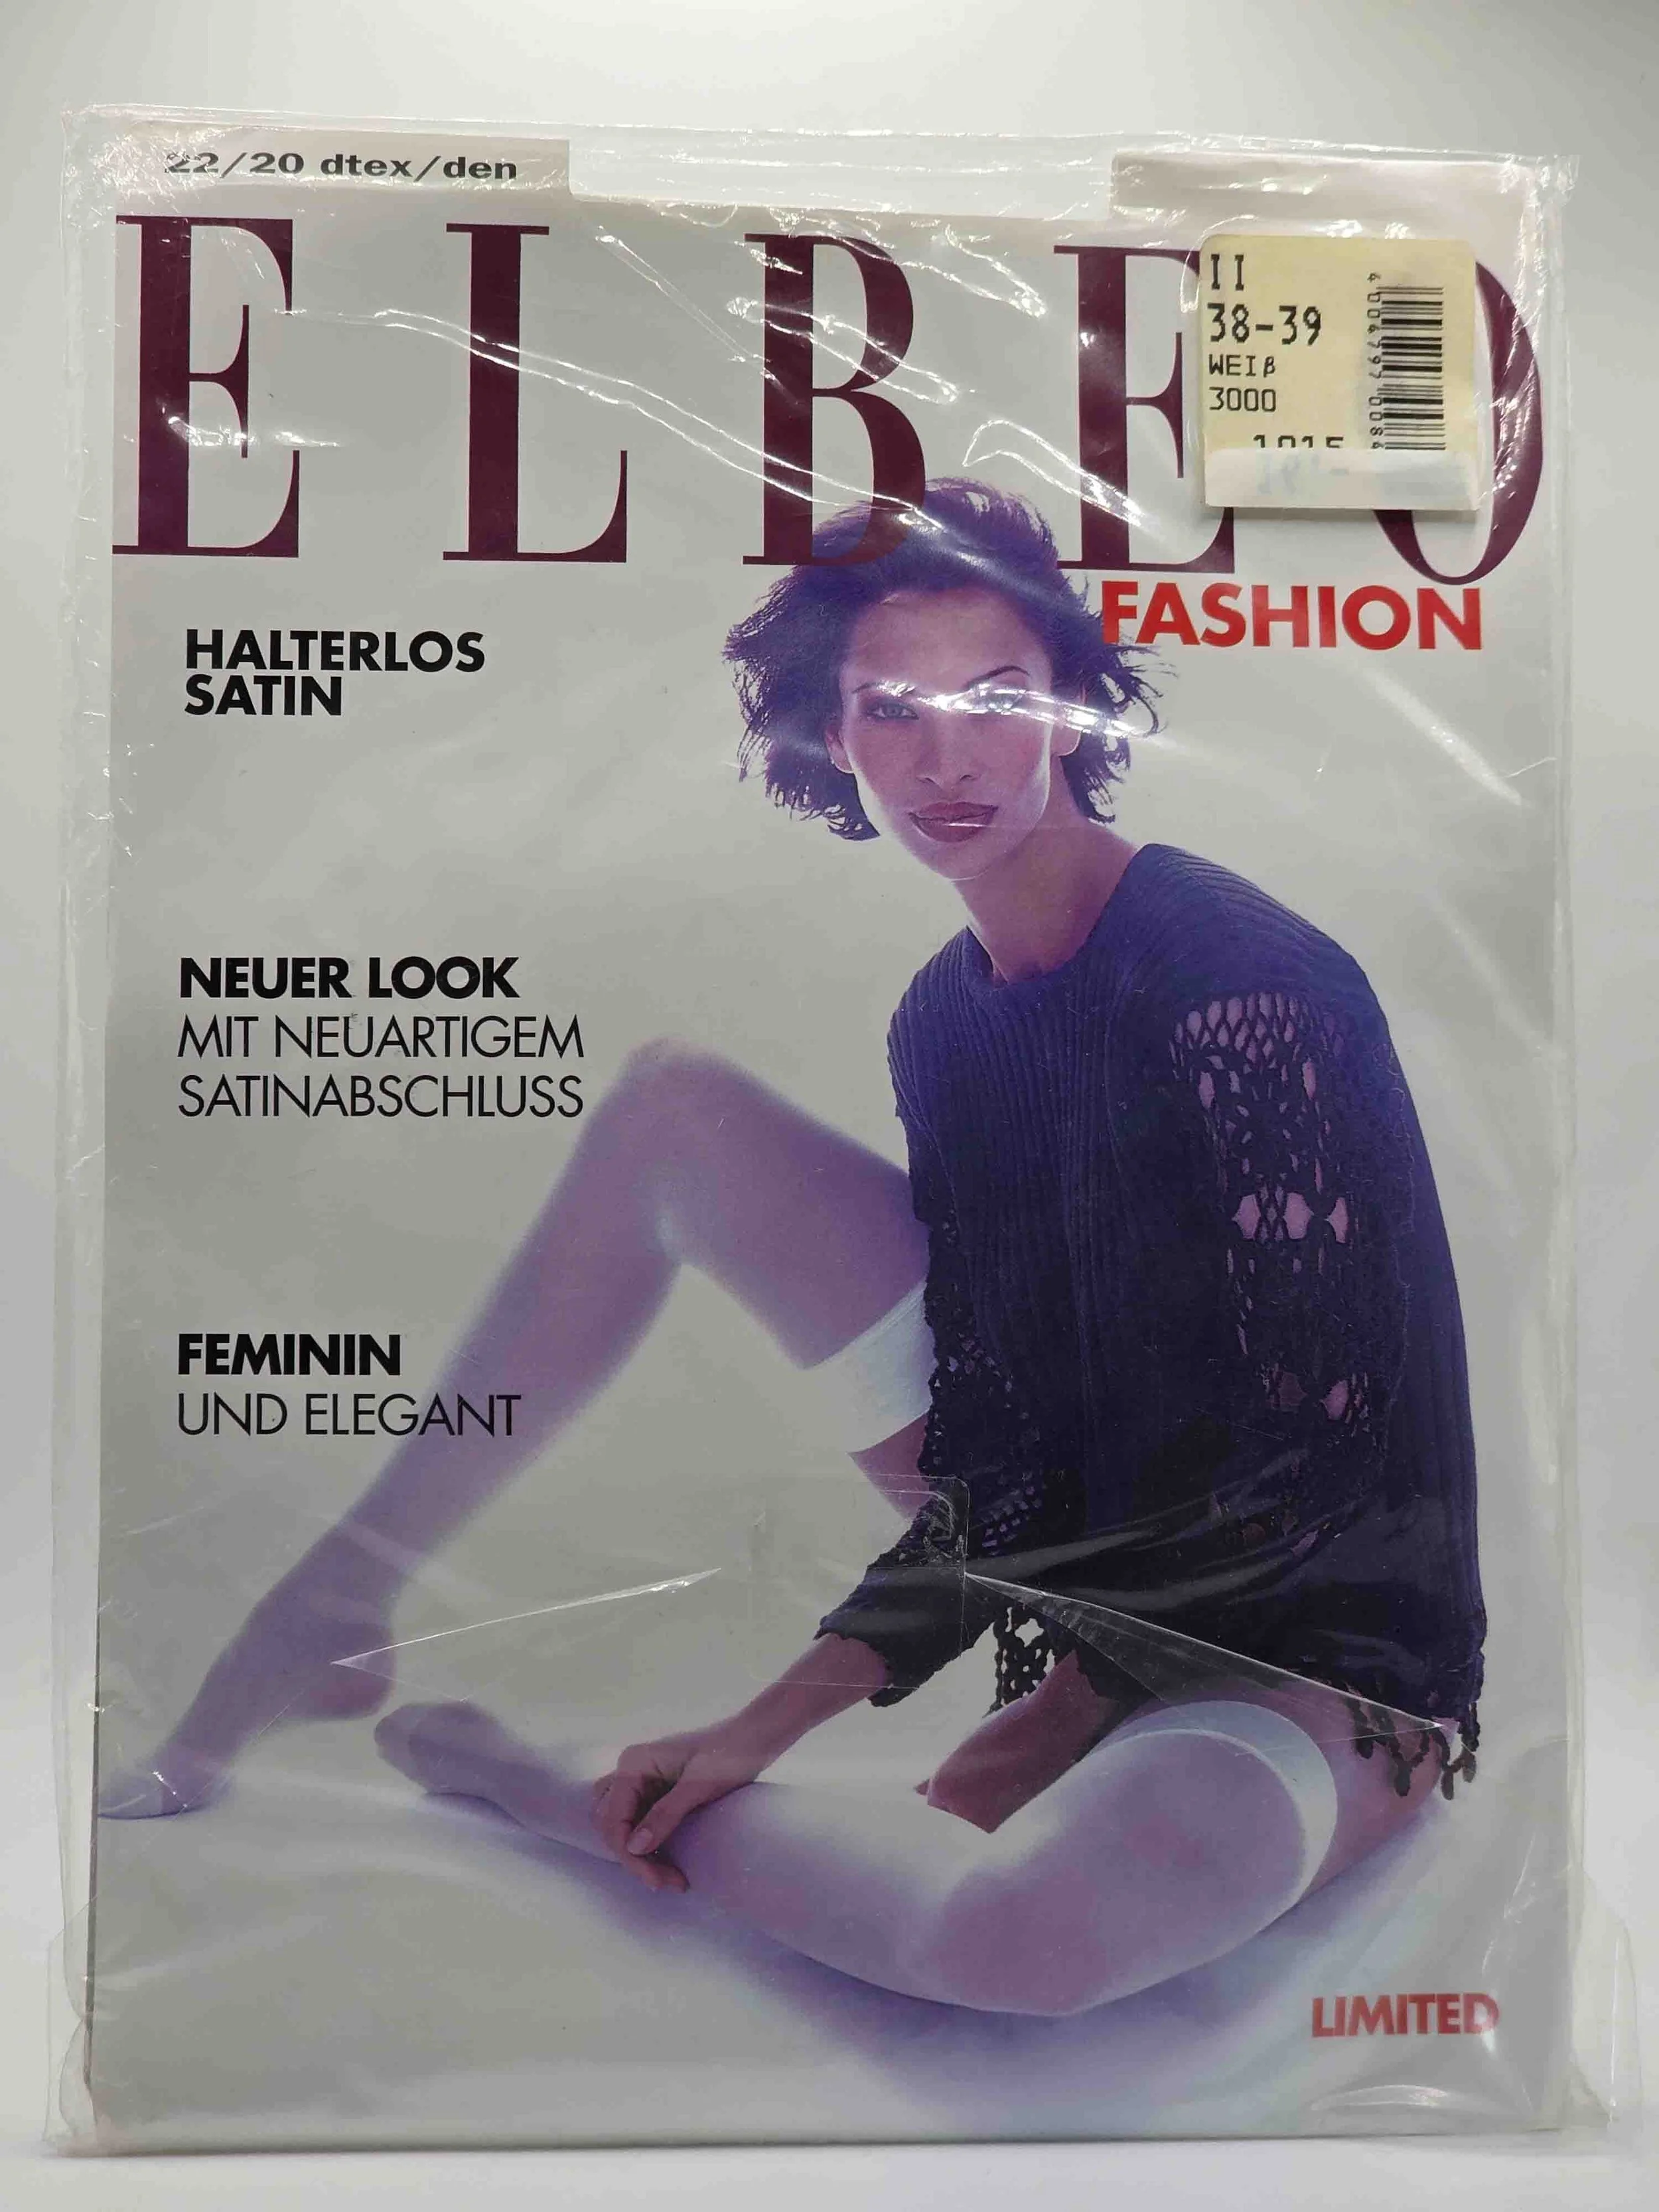 22/20 dtex/den
ELBEO
FASHION
II
38-39
WEIß
3000
HALTERLOS
SATIN
NEUER LOOK
MIT NEUARTIGEM
SATINABSCHLUSS
FEMININ
UND ELEGANT
LIMITED